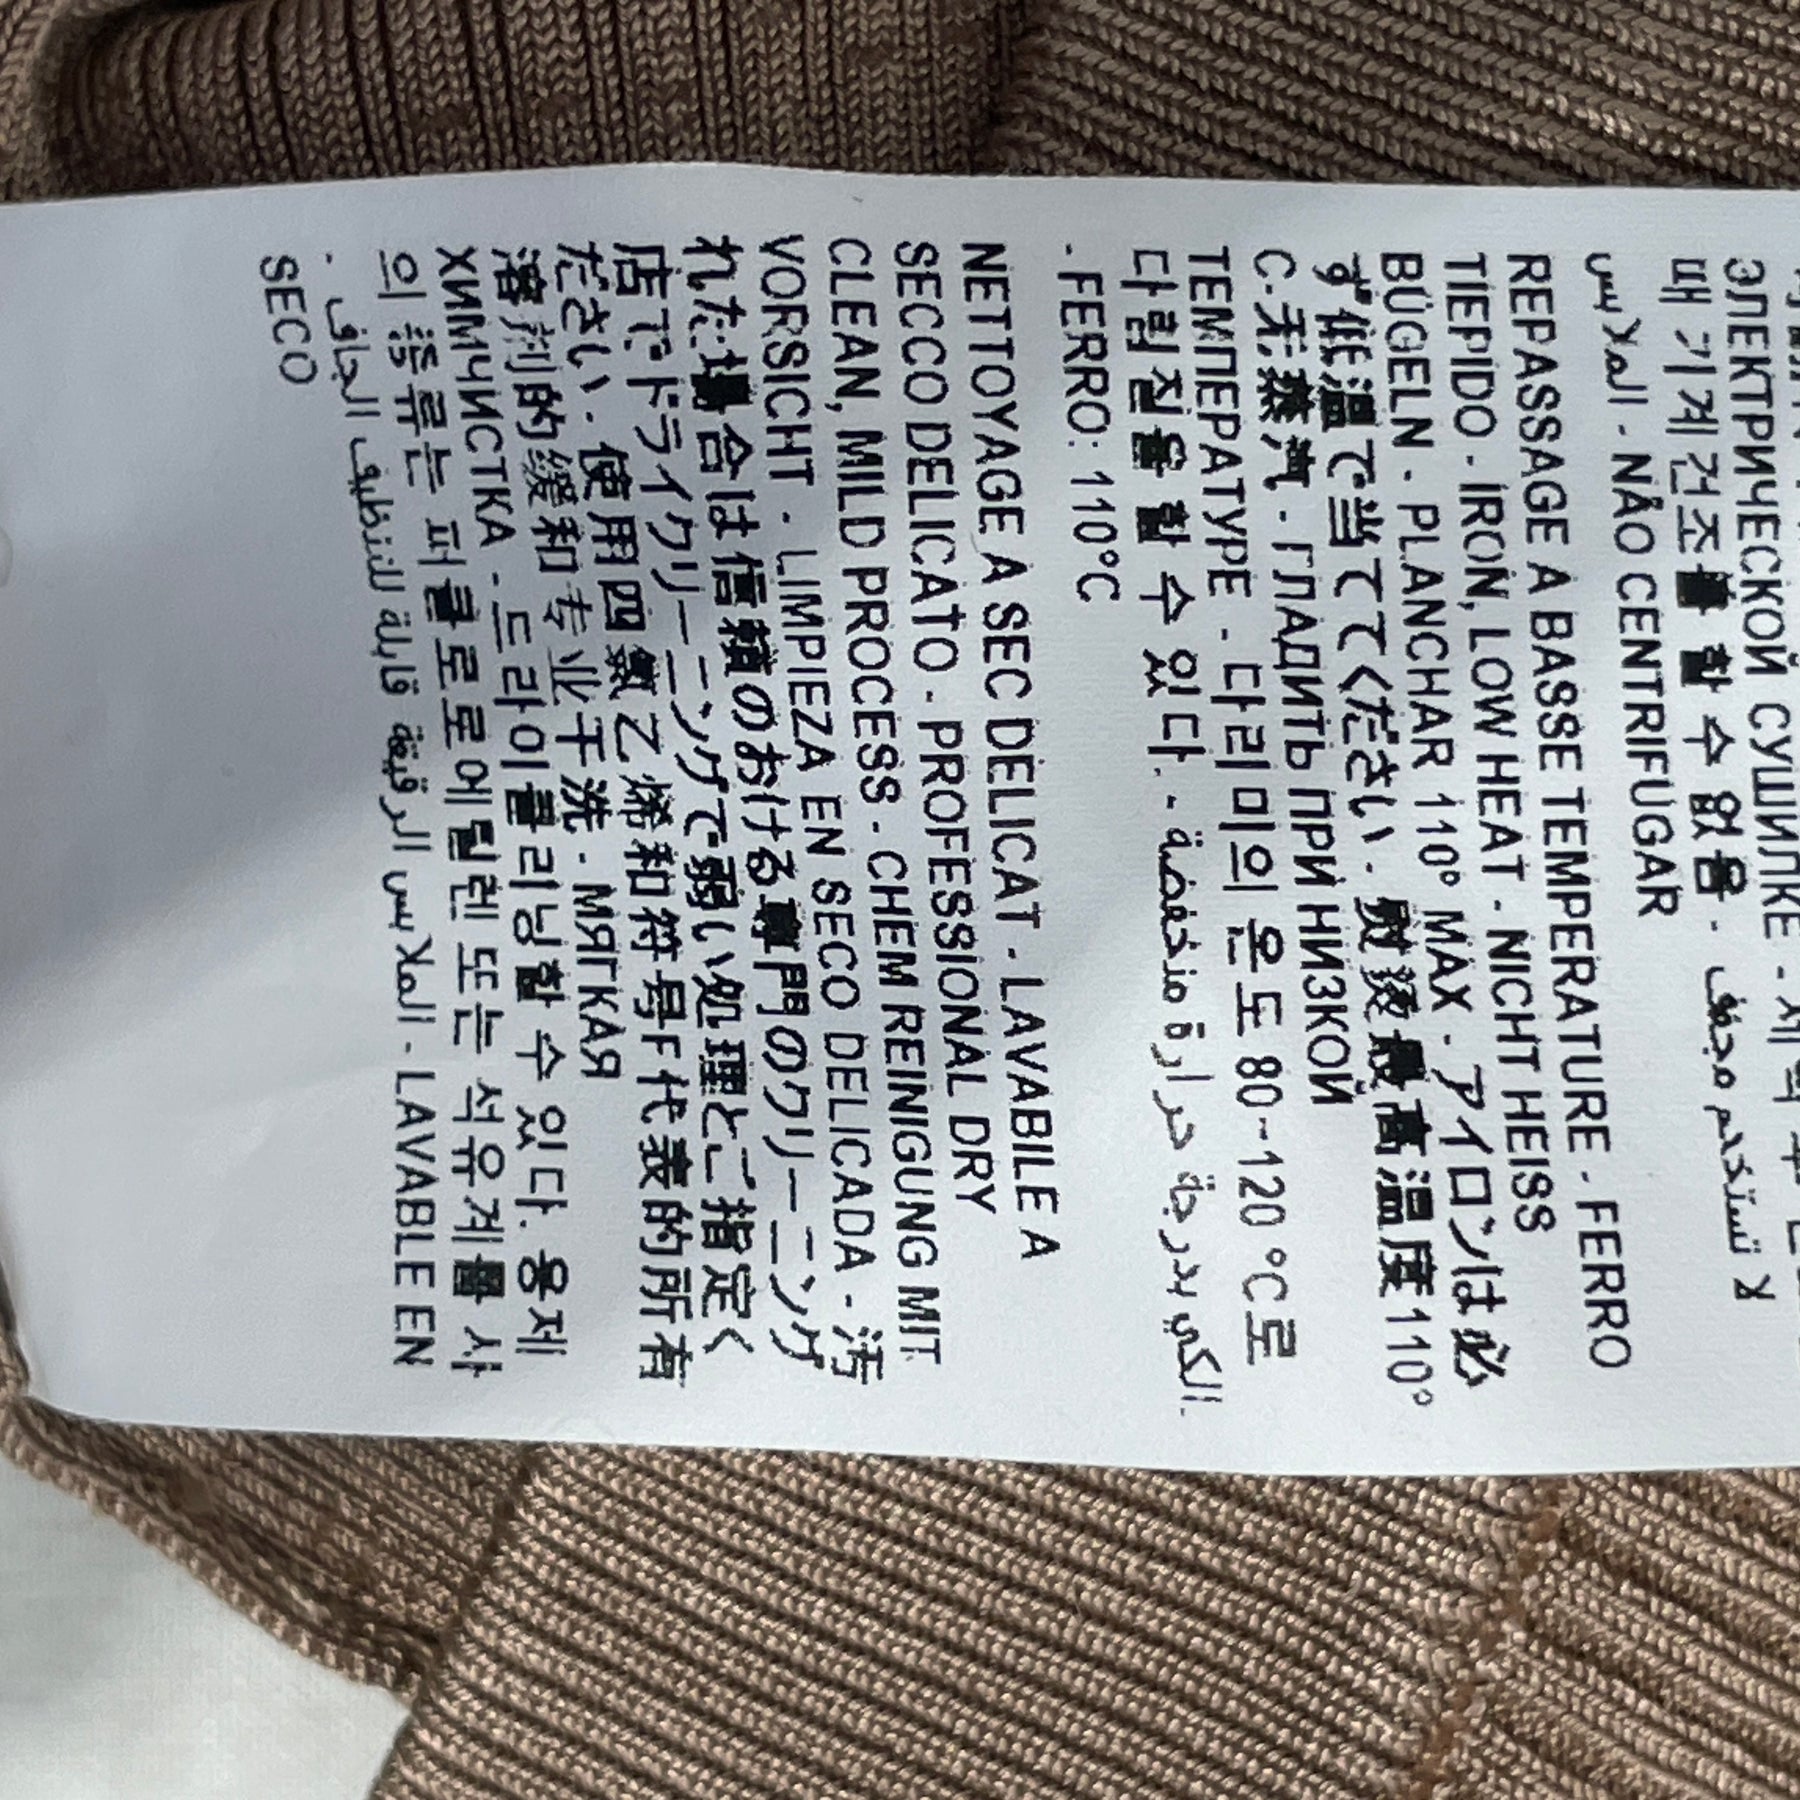 ЭЛЕКТРИЧЕСКОЙ СУШИЛКЕ - 세탁
때 기계건조를 할 수 없음 - لا تستخدم مجفف
الملابس - NÃO CENTRIFUGAR
REPASSAGE A BASSE TEMPERATURE - FERRO
TIEPIDO - IRON, LOW HEAT - NICHT HEISS
BÜGELN - PLANCHAR 110° MAX - アイロンは必
ず低温で当ててください - 熨烫最高温度110°
C.无蒸汽 - ГЛАДИТЬ ПРИ НИЗКОЙ
ТЕМПЕРАТУРЕ - 다리미의 온도 80~120 °C로
다림질을 할 수 있다. - الكي بدرجة حرارة منخفضة.
- FERRO: 110°C
NETTOYAGE A SEC DELICAT - LAVABILE A
SECCO DELICATO - PROFESSIONAL DRY
CLEAN, MILD PROCESS - CHEM REINIGUNG MIT
VORSICHT - LIMPIEZA EN SECO DELICADA - 汚
れた場合は信頼のおける専門のクリーニング
店でドライクリーニングで弱い処理とご指定く
ださい - 使用四氯乙烯和符号F代表的所有
溶剂的缓和专业干洗 - МЯГКАЯ
ХИМЧИСТКА - 드라이클리닝할 수 있다. 용제
의 종류는 퍼클로로에틸렌 또는 석유계를 사
الملابس الرقيقة قابلة للتنظيف الجاف - LAVABLE EN
SECO